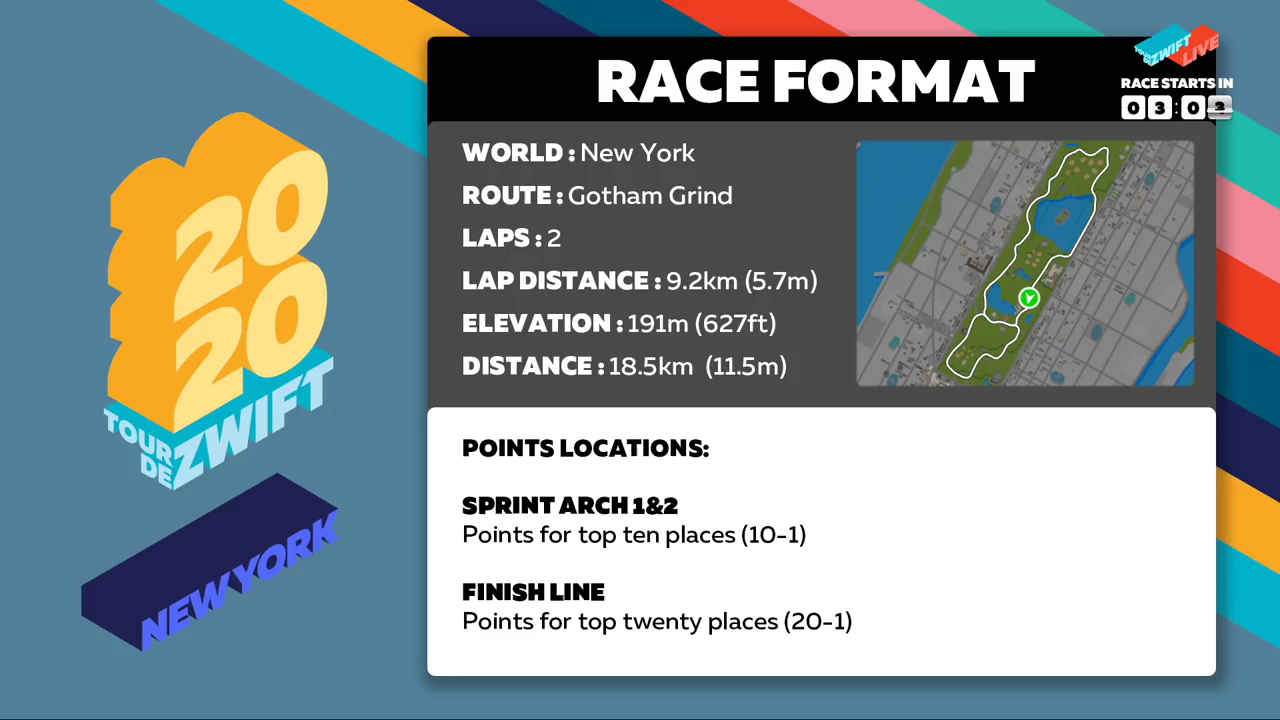 RACE FORMAT
ZWIFT LIVE
RACE STARTS IN
WORLD : New York
ROUTE : Gotham Grind
LAPS : 2
LAP DISTANCE : 9.2km (5.7m)
ELEVATION : 191m (627ft)
DISTANCE : 18.5km (11.5m)
POINTS LOCATIONS:
SPRINT ARCH 1&2
Points for top ten places (10-1)
FINISH LINE
Points for top twenty places (20-1)
20
20
TOUR
DE
ZWIFT
NEW YORK